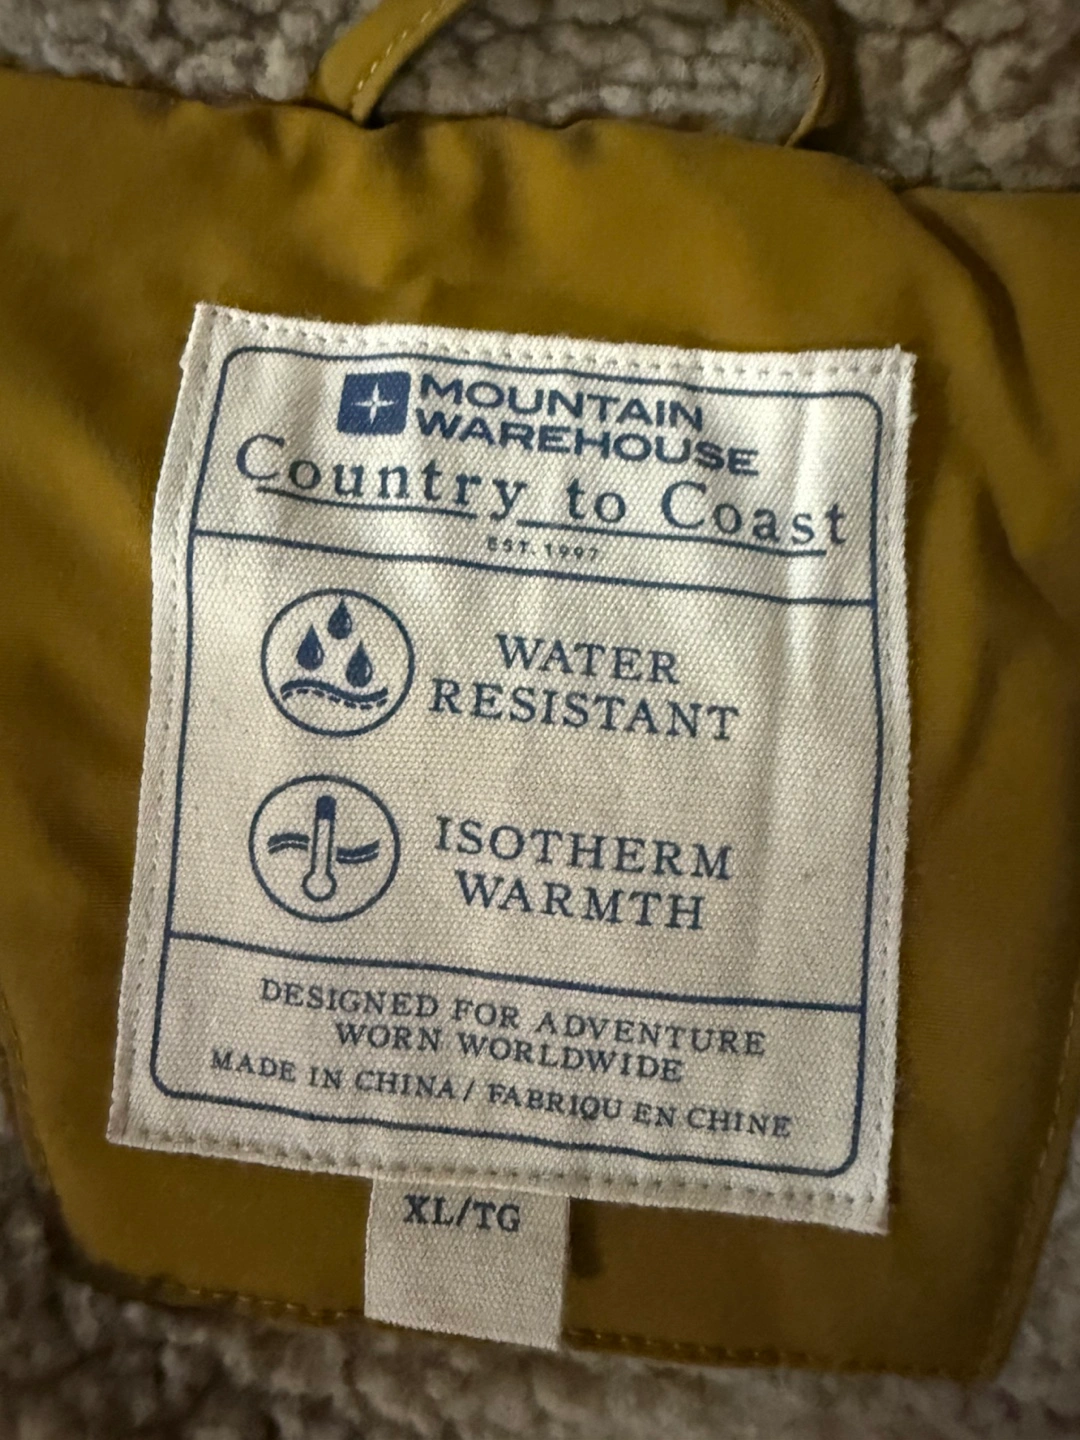 MOUNTAIN
WAREHOUSE
Country to Coast
EST. 1997
WATER
RESISTANT
ISOTHERM
WARMTH
DESIGNED FOR ADVENTURE
WORN WORLDWIDE
MADE IN CHINA / FABRIQU EN CHINE
XL/TG